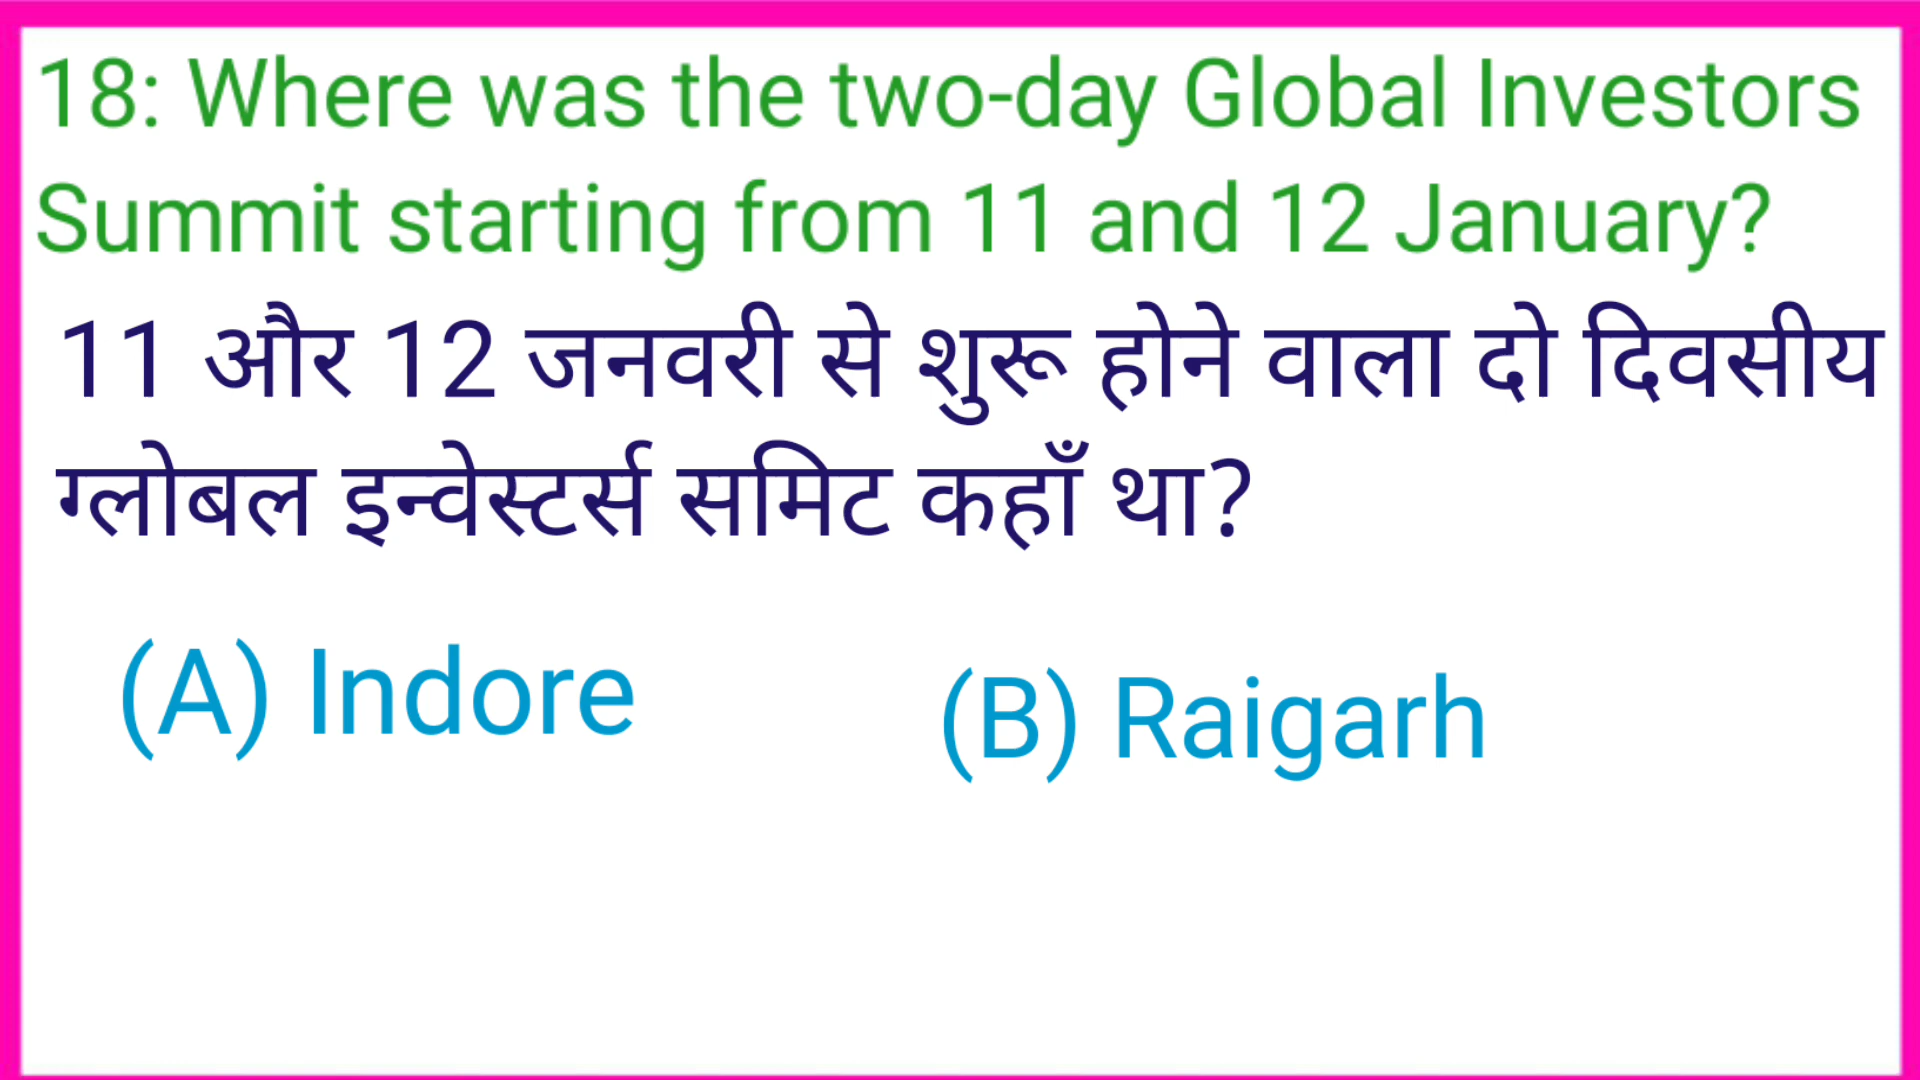 18: Where was the two-day Global Investors
Summit starting from 11 and 12 January?
11 और 12 जनवरी से शुरू होने वाला दो दिवसीय
ग्लोबल इन्वेस्टर्स समिट कहाँ था?
(A) Indore
(B) Raigarh